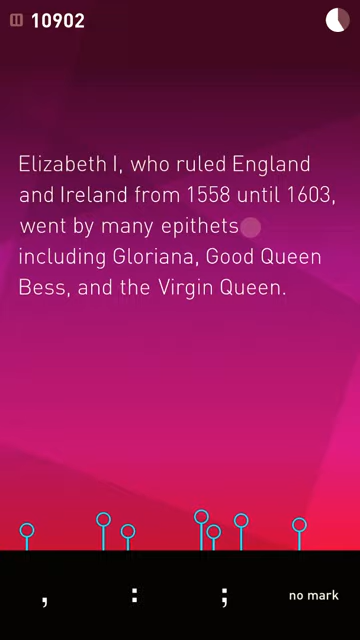 10902
Elizabeth I, who ruled England
and Ireland from 1558 until 1603,
went by many epithets
including Gloriana, Good Queen
Bess, and the Virgin Queen.
, : ; no mark